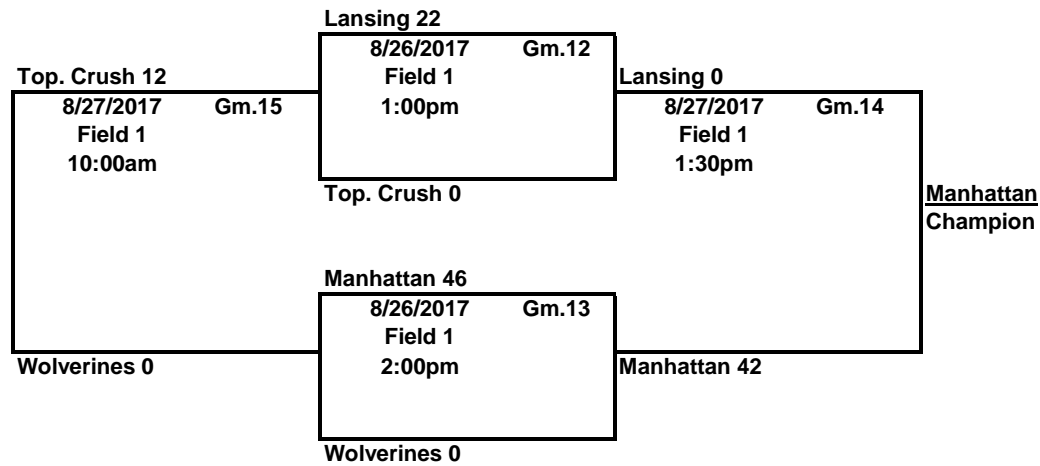 Lansing 22
8/26/2017 Gm.12
Top. Crush 12 Field 1 Lansing 0
8/27/2017 Gm.15 1:00pm 8/27/2017 Gm.14
Field 1 Field 1
10:00am 1:30pm
Top. Crush 0 Manhattan
Champion
Manhattan 46
8/26/2017 Gm.13
Field 1
Wolverines 0 2:00pm Manhattan 42
Wolverines 0